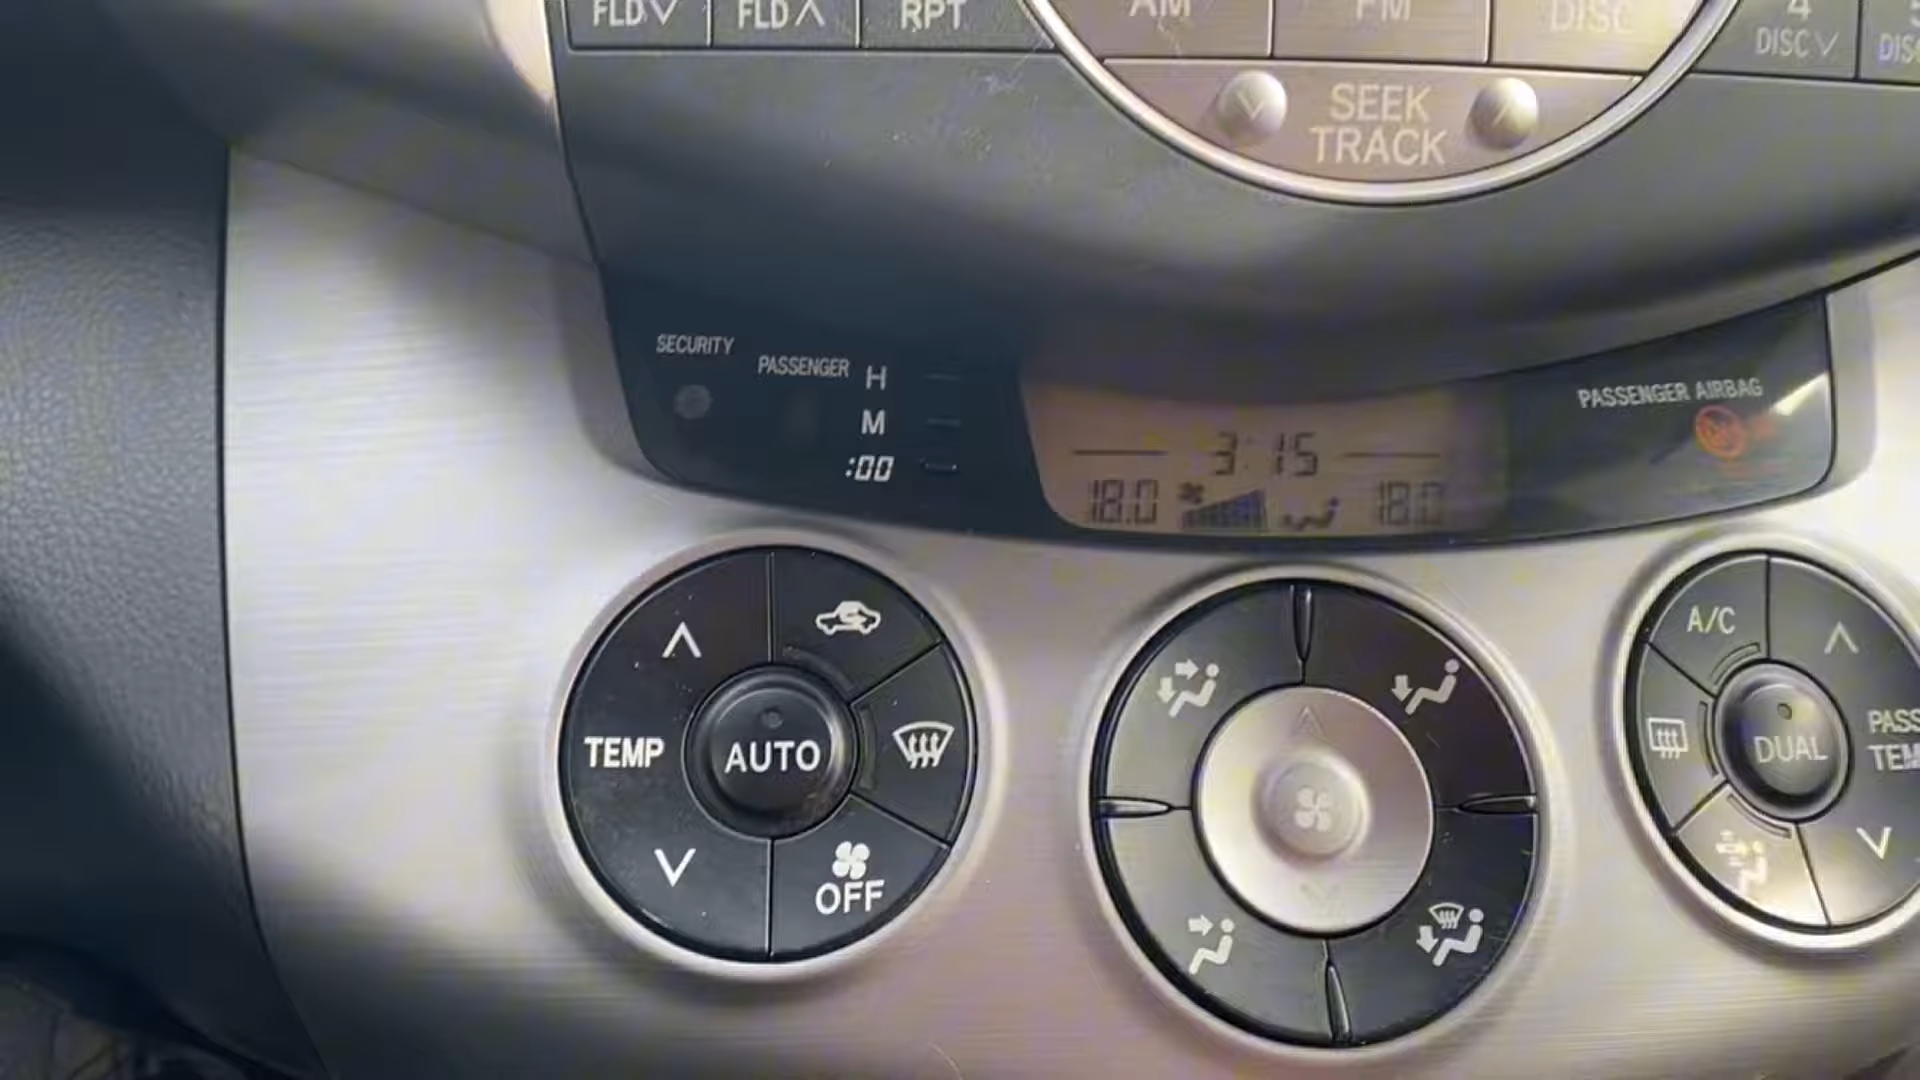 FLD∨ FLD∧ RPT AM FM DISC 4
DISC∨
SEEK
TRACK
SECURITY
PASSENGER H
M
:00
PASSENGER AIRBAG
3:15
18.0 18.0
TEMP AUTO
OFF
A/C
DUAL